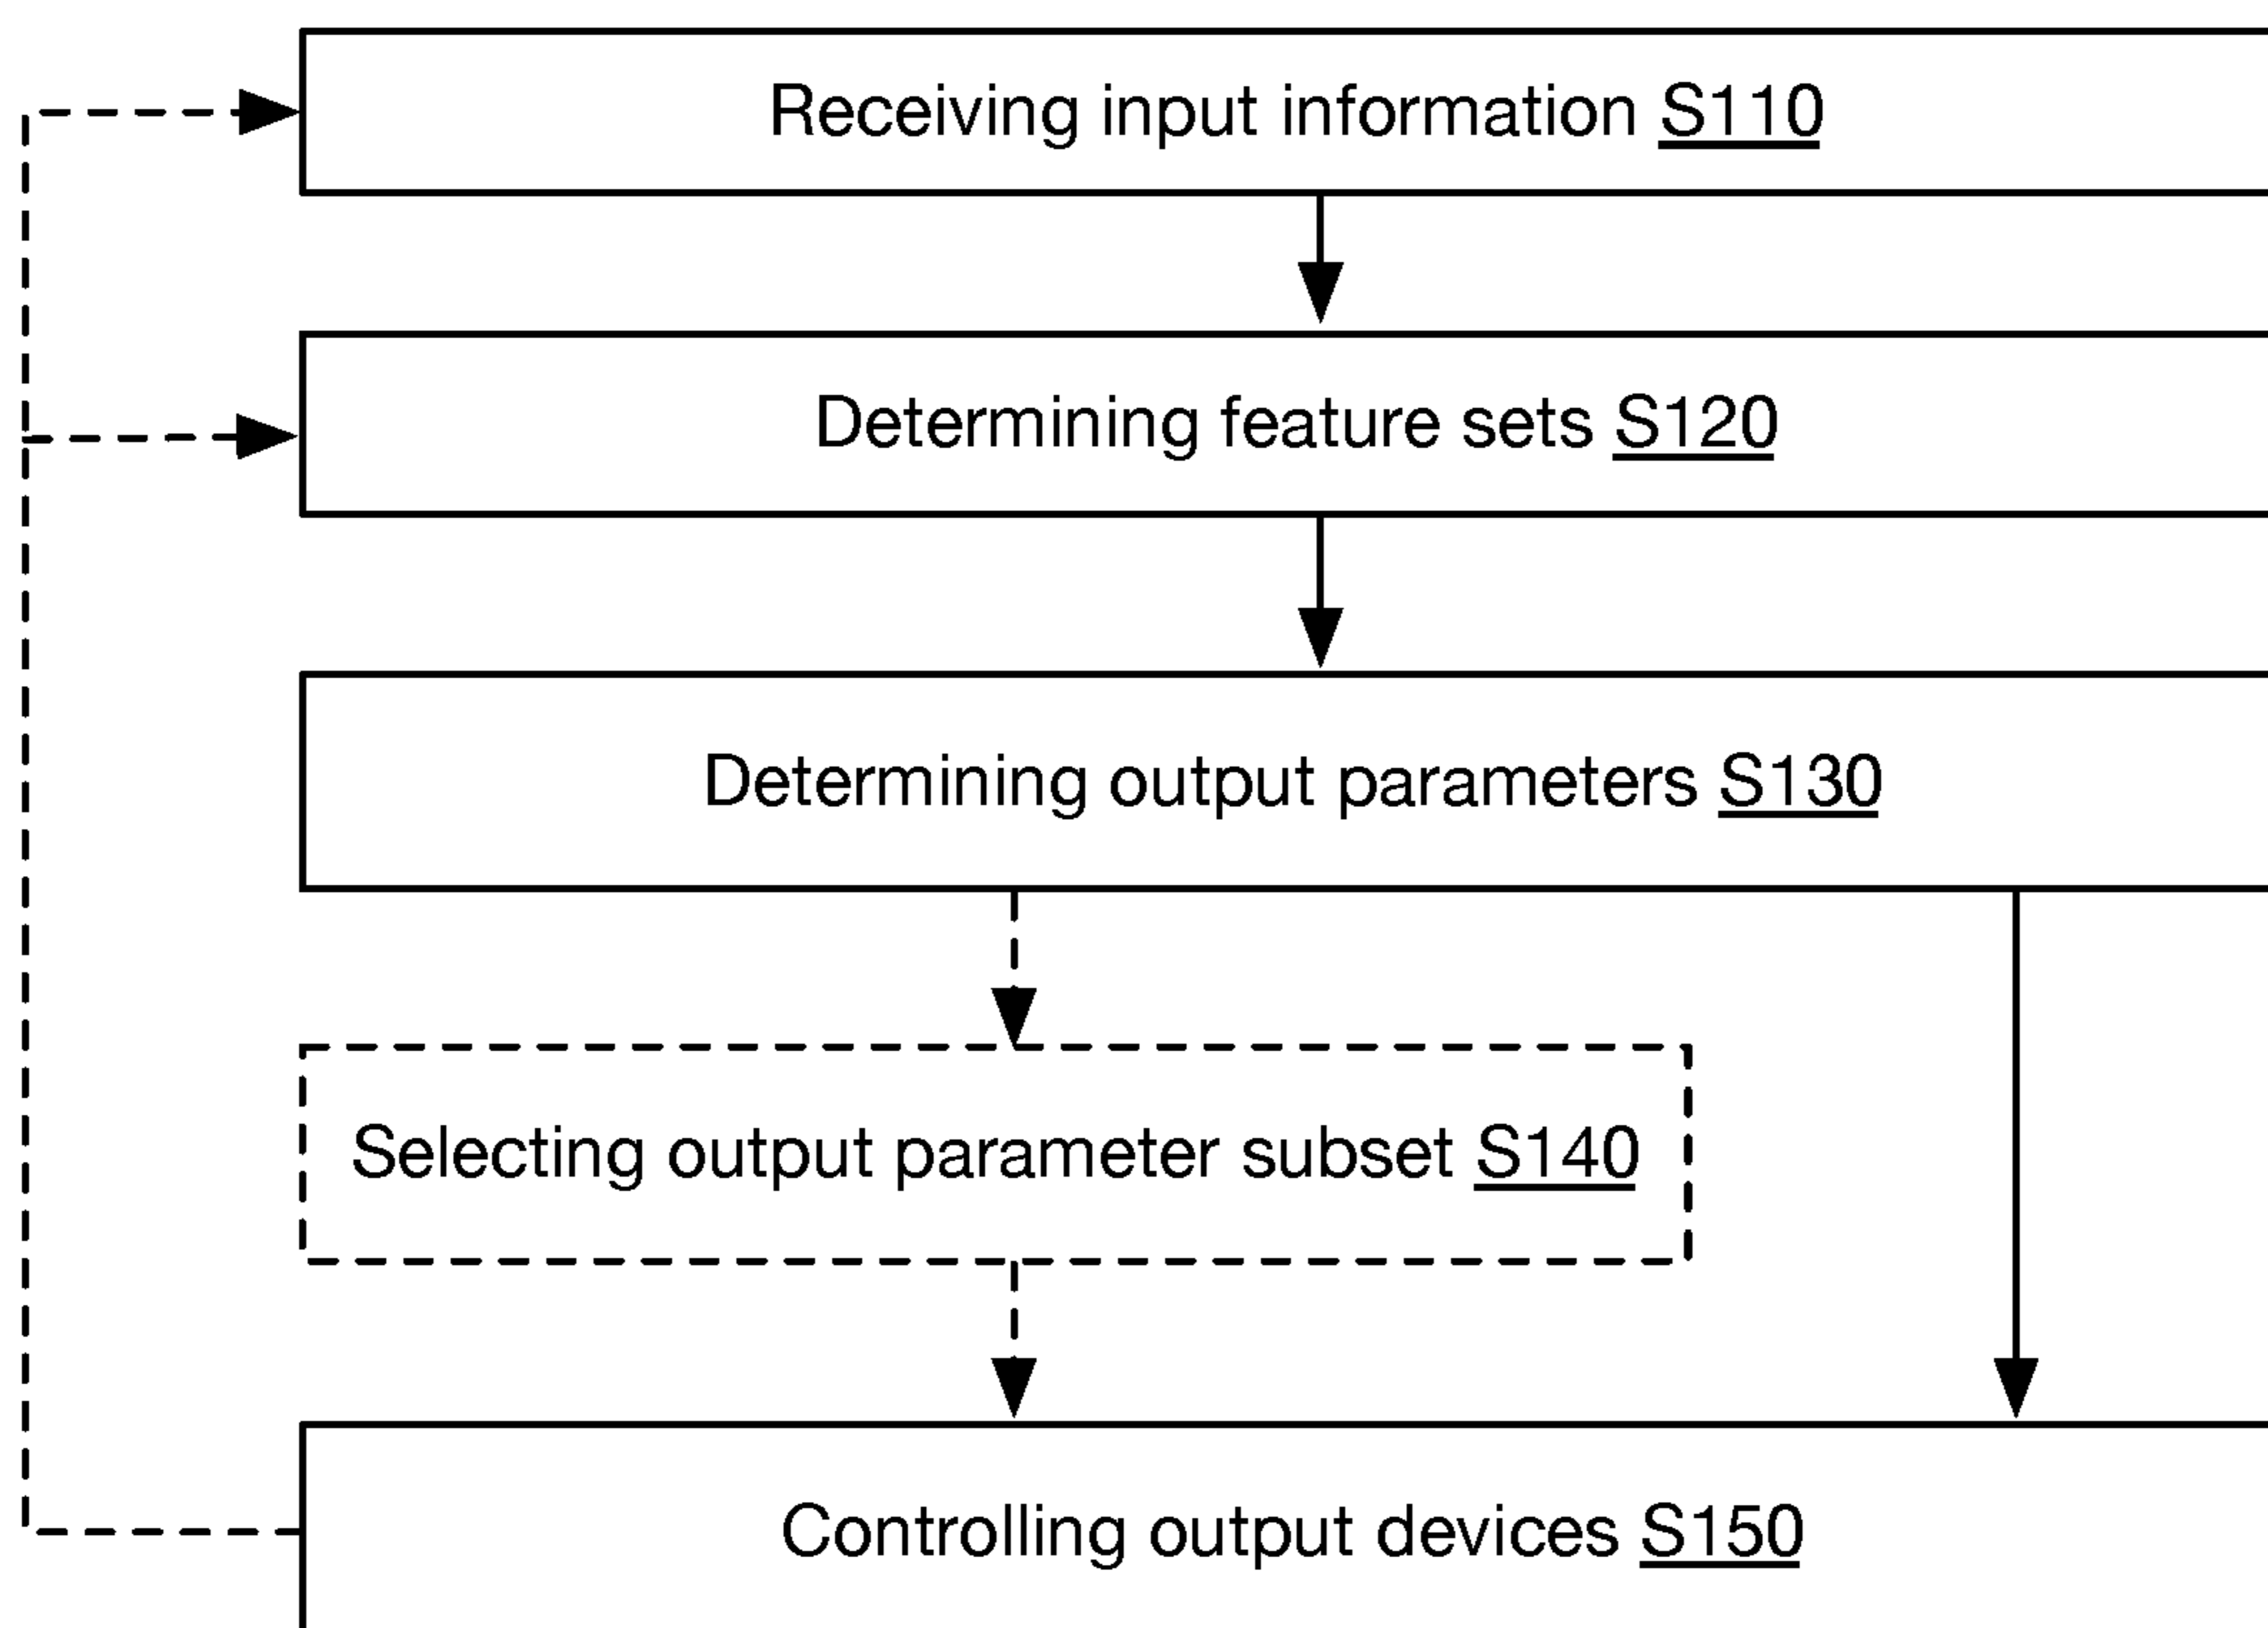 Receiving input information S110
Determining feature sets S120
Determining output parameters S130
Selecting output parameter subset S140
Controlling output devices S150